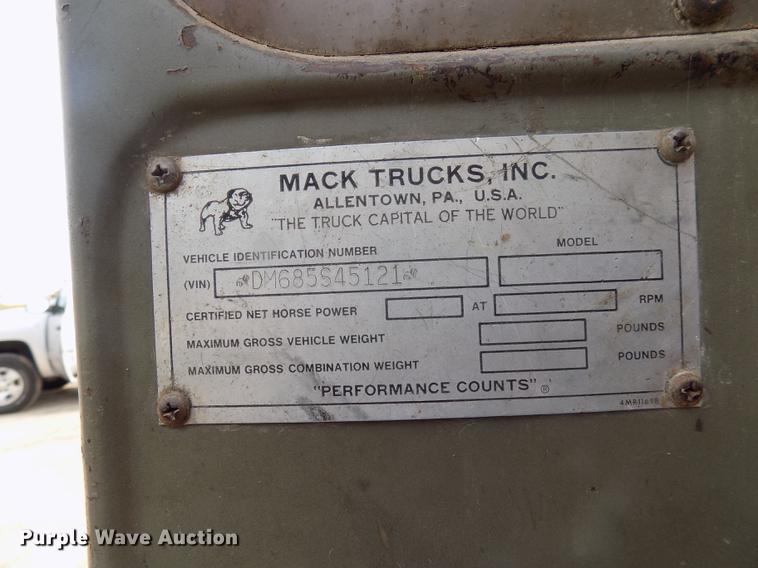 MACK TRUCKS, INC.
ALLENTOWN, PA., U.S.A.
"THE TRUCK CAPITAL OF THE WORLD"
VEHICLE IDENTIFICATION NUMBER
MODEL
(VIN) DM685S45121
CERTIFIED NET HORSE POWER AT RPM
MAXIMUM GROSS VEHICLE WEIGHT POUNDS
MAXIMUM GROSS COMBINATION WEIGHT POUNDS
"PERFORMANCE COUNTS" ®
Purple Wave Auction